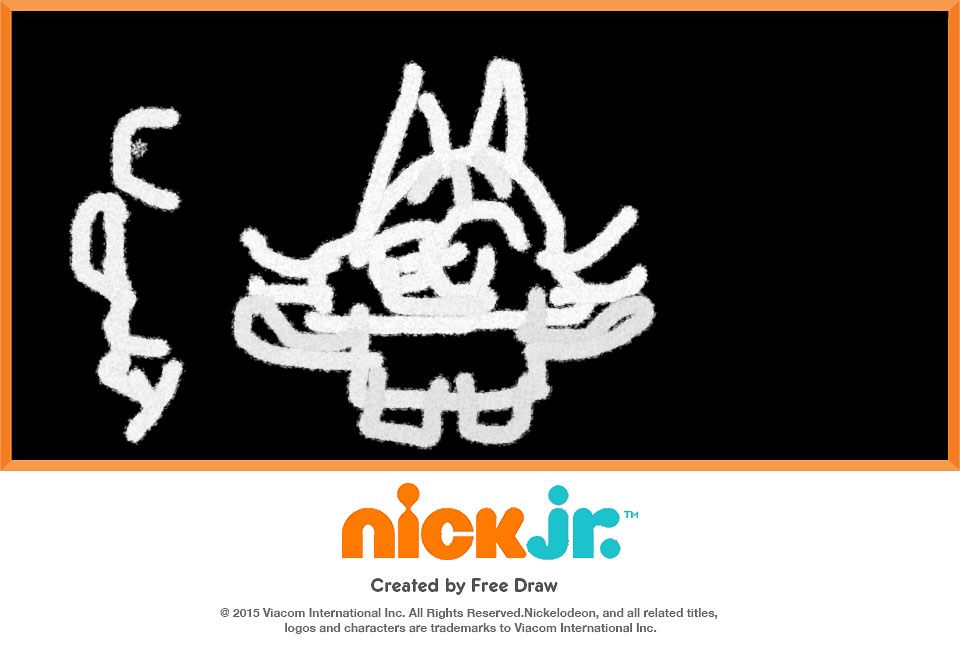 nick jr.™
Created by Free Draw
@ 2015 Viacom International Inc. All Rights Reserved.Nickelodeon, and all related titles,
logos and characters are trademarks to Viacom International Inc.